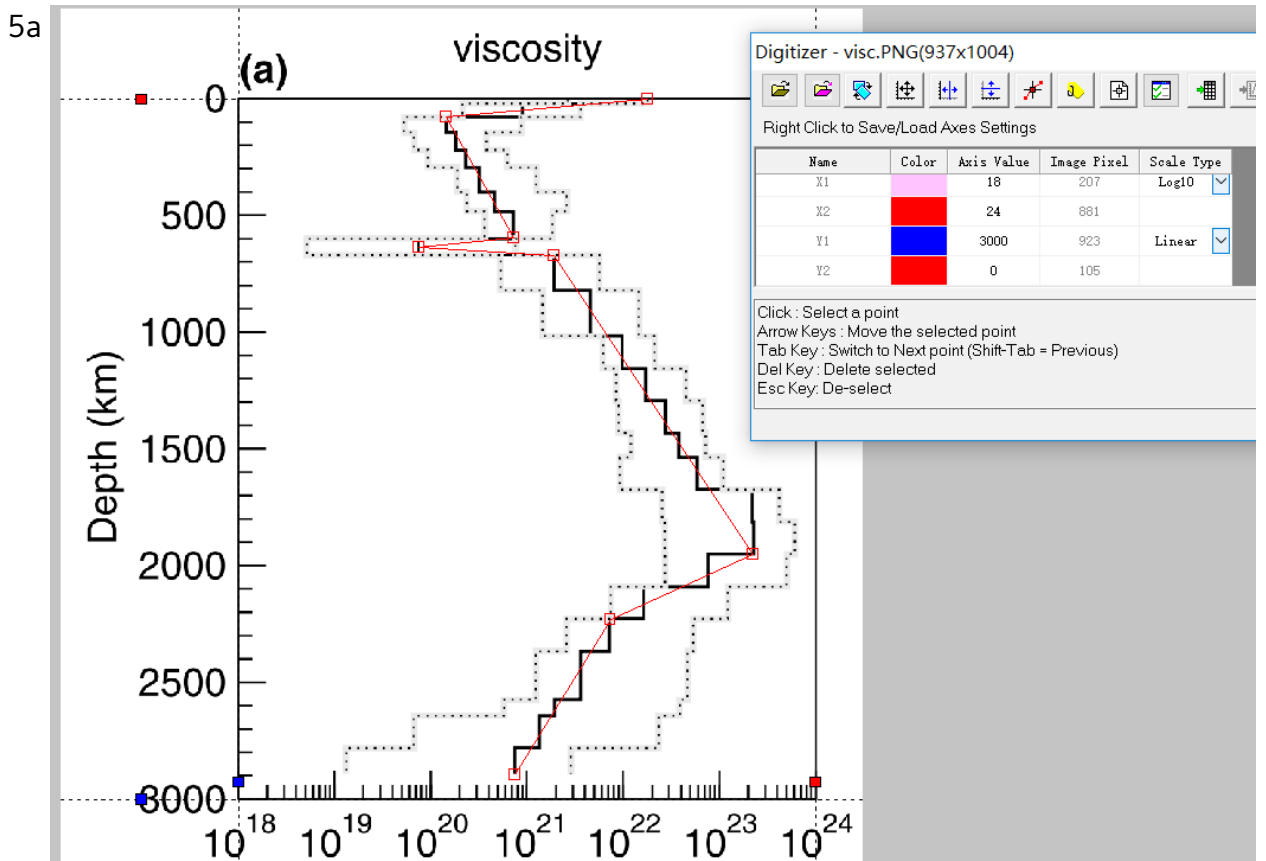 5a
viscosity
(a)
Digitizer - visc.PNG(937x1004)
Right Click to Save/Load Axes Settings
Name Color Axis Value Image Pixel Scale Type
X1 18 207 Log10
X2 24 881
Y1 3000 923 Linear
Y2 0 105
Click : Select a point
Arrow Keys : Move the selected point
Tab Key : Switch to Next point (Shift-Tab = Previous)
Del Key : Delete selected
Esc Key: De-select
Depth (km)
0
500
1000
1500
2000
2500
3000
10^18 10^19 10^20 10^21 10^22 10^23 10^24